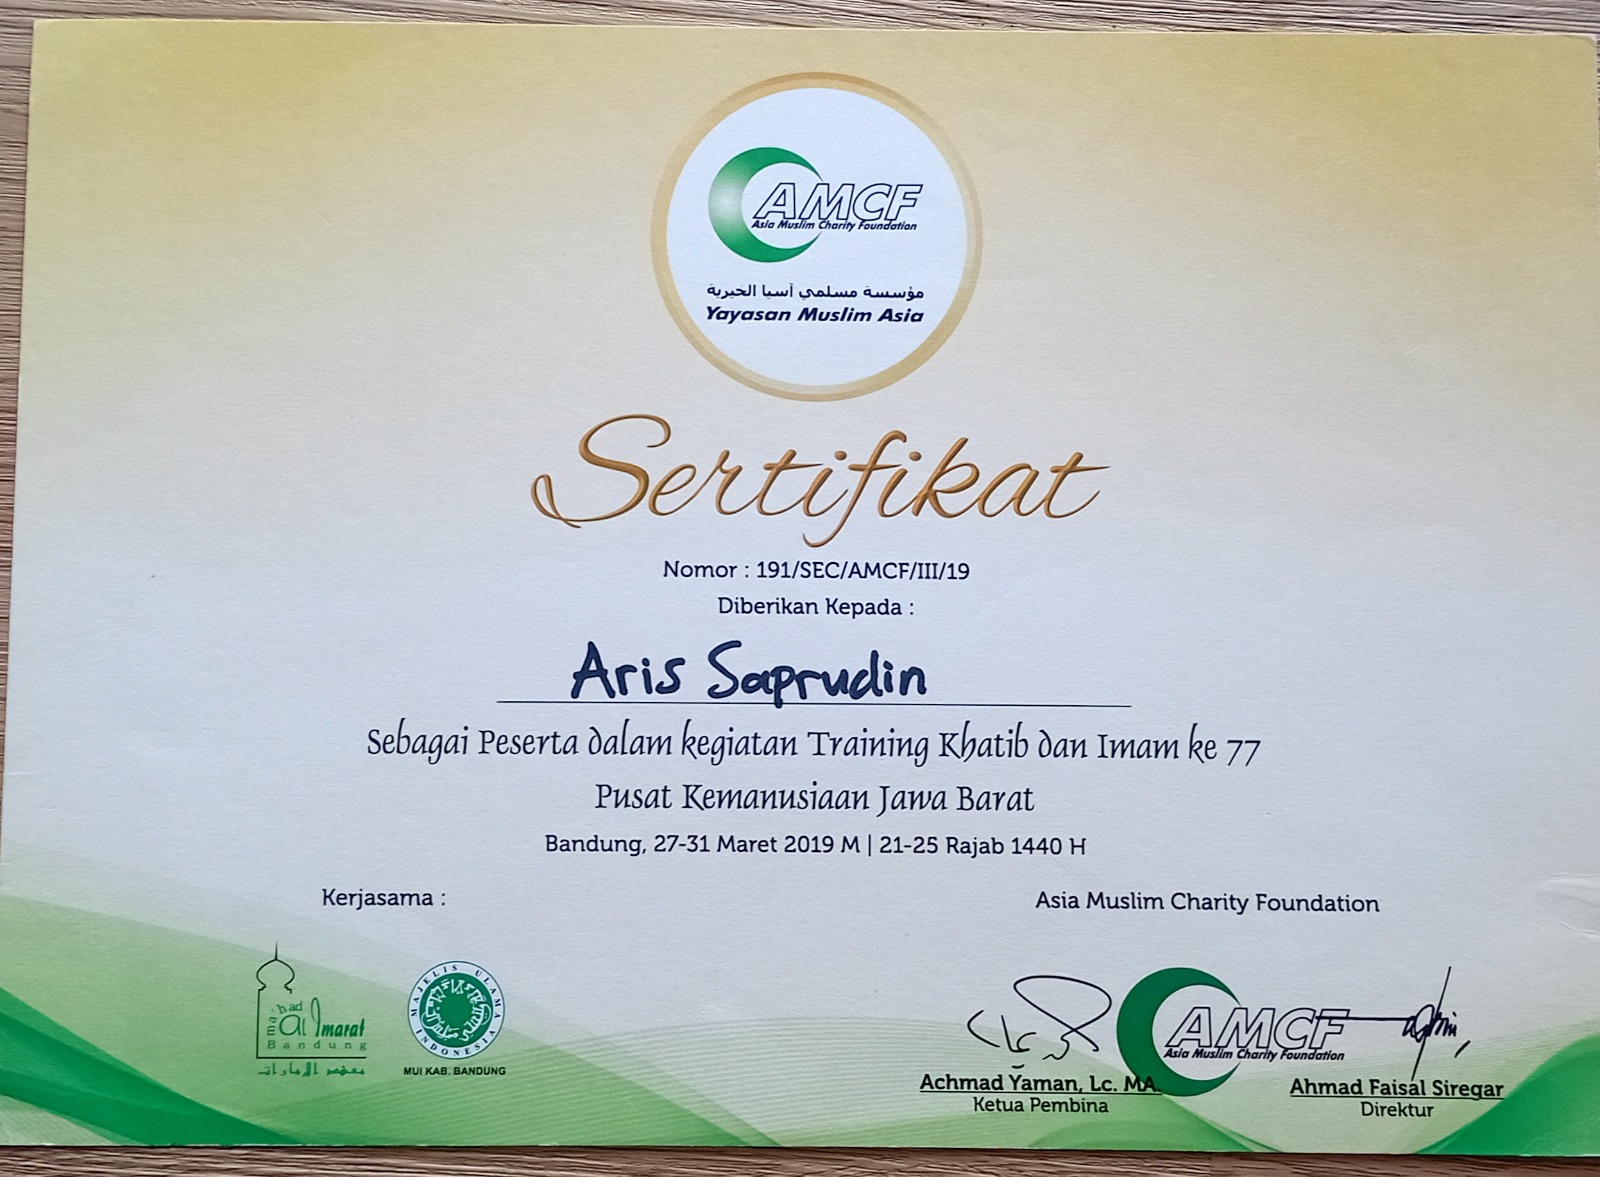 AMCF
Asia Muslim Charity Foundation
مؤسسة مسلمي آسيا الخيرية
Yayasan Muslim Asia
Sertifikat
Nomor : 191/SEC/AMCF/III/19
Diberikan Kepada :
Aris Saprudin
Sebagai Peserta dalam kegiatan Training Khatib dan Imam ke 77
Pusat Kemanusiaan Jawa Barat
Bandung, 27-31 Maret 2019 M | 21-25 Rajab 1440 H
Kerjasama :
Asia Muslim Charity Foundation
ma'had
al Imarat
Bandung
معهد الإمارات
MAJELIS ULAMA INDONESIA
MUI KAB. BANDUNG
AMCF
Asia Muslim Charity Foundation
Achmad Yaman, Lc. MA.
Ketua Pembina
Ahmad Faisal Siregar
Direktur